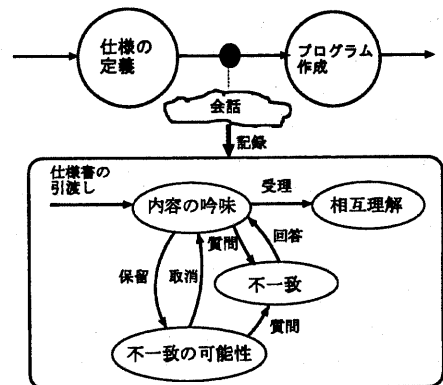 仕様の
定義
プログラム
作成
会話
記録
仕様書の
引渡し
内容の吟味
受理
相互理解
質問
回答
保留
取消
不一致
質問
不一致の可能性